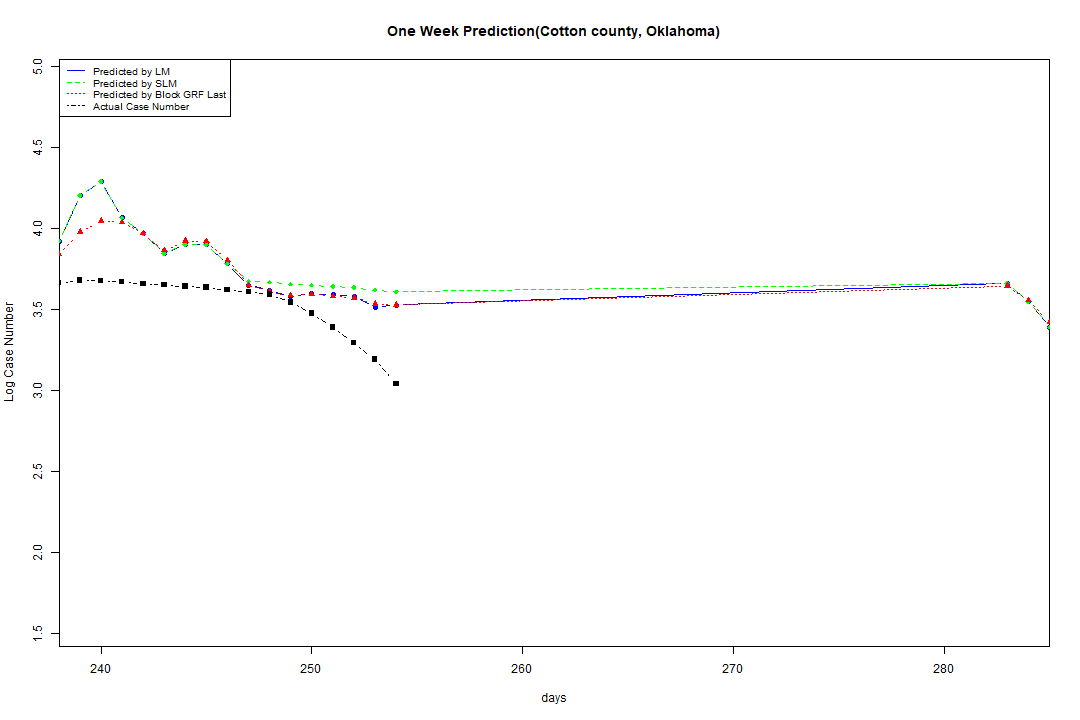 One Week Prediction(Cotton county, Oklahoma)
Predicted by LM
Predicted by SLM
Predicted by Block GRF Last
Actual Case Number
5.0
4.5
4.0
3.5
3.0
2.5
2.0
1.5
Log Case Number
240 250 260 270 280
days